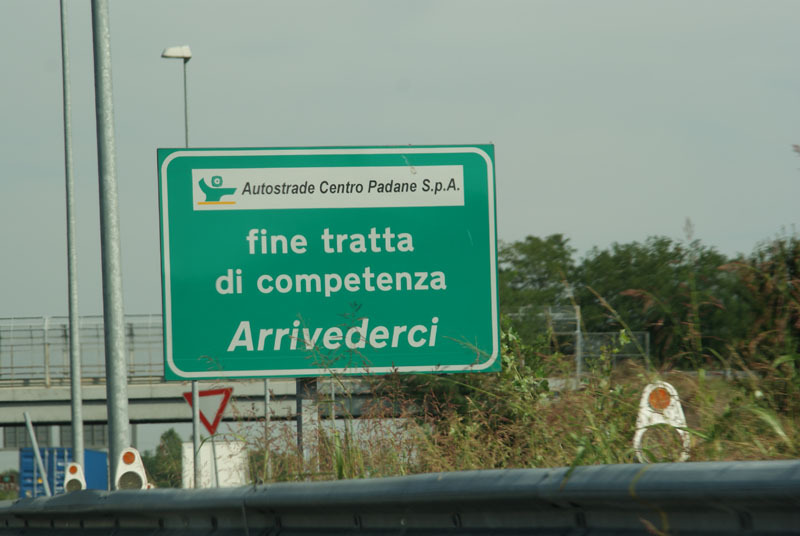 Autostrade Centro Padane S.p.A.
fine tratta
di competenza
Arrivederci